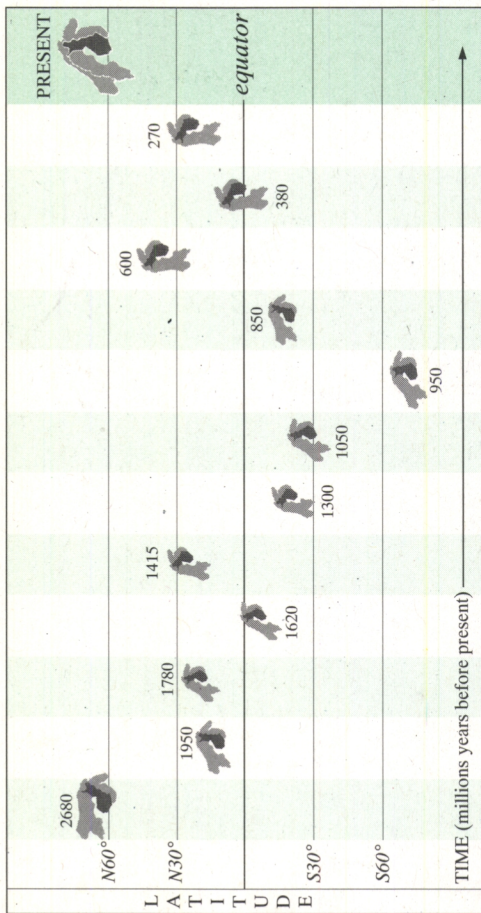 PRESENT
2680
1950
1780
1620
1415
1300
1050
950
850
600
380
270
N60°
N30°
equator
S30°
S60°
LATITUDE
TIME (millions years before present)